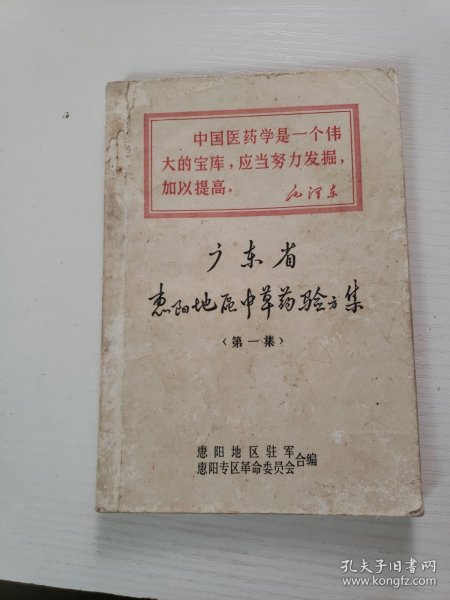 中国医药学是一个伟
大的宝库，应当努力发掘，
加以提高。
毛泽东
广东省
惠阳地区中草药验方集
〈第一集〉
惠阳地区驻军
惠阳专区革命委员会合编
孔夫子旧书网
www.kongfz.com